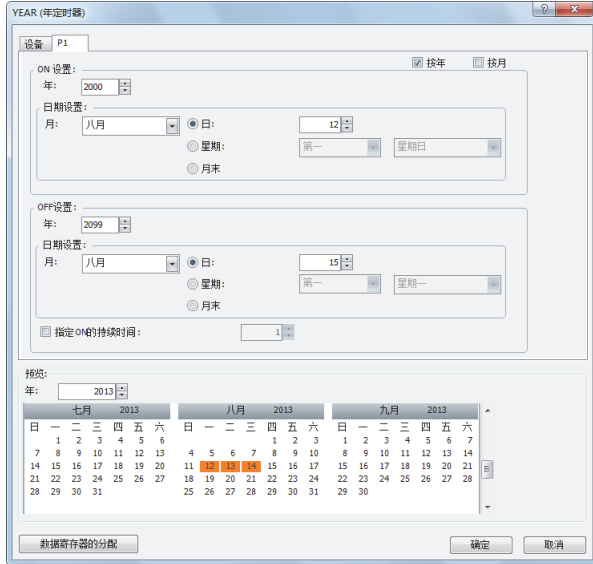 YEAR (年定时器)
设备 P1
按年 按月
ON 设置:
年: 2000
日期设置:
月: 八月 日: 12
星期: 第一 星期日
月末
OFF设置:
年: 2099
日期设置:
月: 八月 日: 15
星期: 第一 星期一
月末
指定ON的持续时间: 1
预览:
年: 2013
七月 2013 八月 2013 九月 2013
日 一 二 三 四 五 六 日 一 二 三 四 五 六 日 一 二 三 四 五 六
1 2 3 4 5 6 1 2 3 1 2 3 4 5 6 7
7 8 9 10 11 12 13 4 5 6 7 8 9 10 8 9 10 11 12 13 14
14 15 16 17 18 19 20 11 12 13 14 15 16 17 15 16 17 18 19 20 21
21 22 23 24 25 26 27 18 19 20 21 22 23 24 22 23 24 25 26 27 28
28 29 30 31 25 26 27 28 29 30 31 29 30
数据寄存器的分配 确定 取消